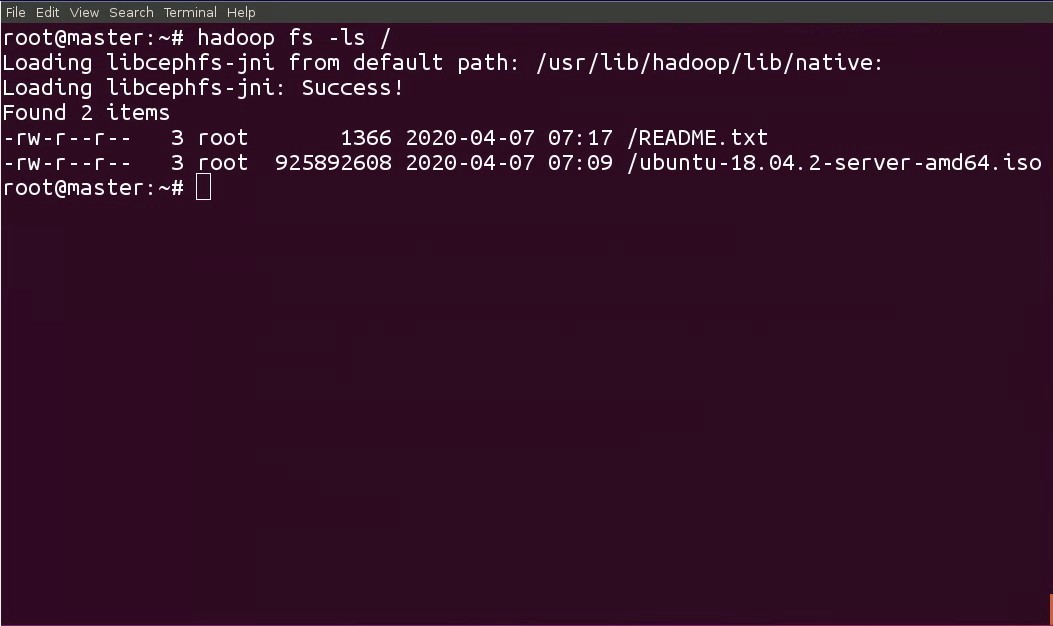 File Edit View Search Terminal Help
root@master:~# hadoop fs -ls /
Loading libcephfs-jni from default path: /usr/lib/hadoop/lib/native:
Loading libcephfs-jni: Success!
Found 2 items
-rw-r--r--   3 root       1366 2020-04-07 07:17 /README.txt
-rw-r--r--   3 root  925892608 2020-04-07 07:09 /ubuntu-18.04.2-server-amd64.iso
root@master:~#